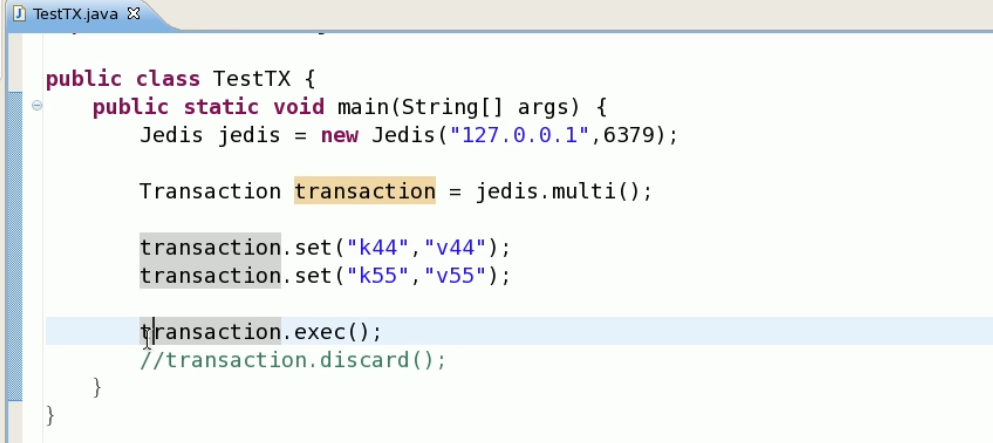 TestTX.java
public class TestTX {
public static void main(String[] args) {
Jedis jedis = new Jedis("127.0.0.1",6379);
Transaction transaction = jedis.multi();
transaction.set("k44","v44");
transaction.set("k55","v55");
transaction.exec();
//transaction.discard();
}
}